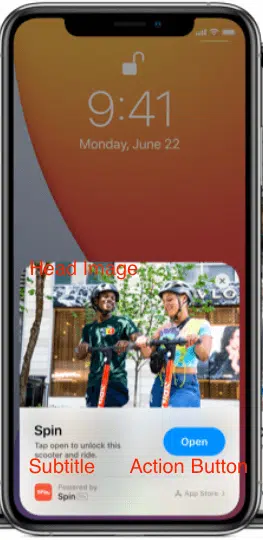 9:41
Monday, June 22
Head Image
Spin
Tap open to unlock this
scooter and ride.
Open
Subtitle
Action Button
Powered by
Spin
App Store